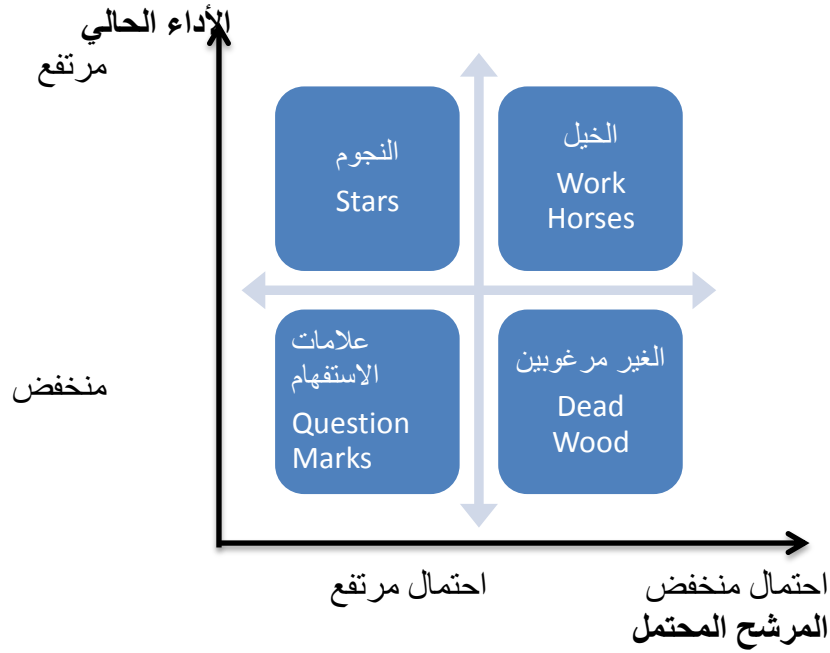 الأداء الحالي
مرتفع
النجوم
Stars
الخيل
Work
Horses
منخفض
علامات
الاستفهام
Question
Marks
الغير مرغوبين
Dead
Wood
احتمال مرتفع
احتمال منخفض
المرشح المحتمل